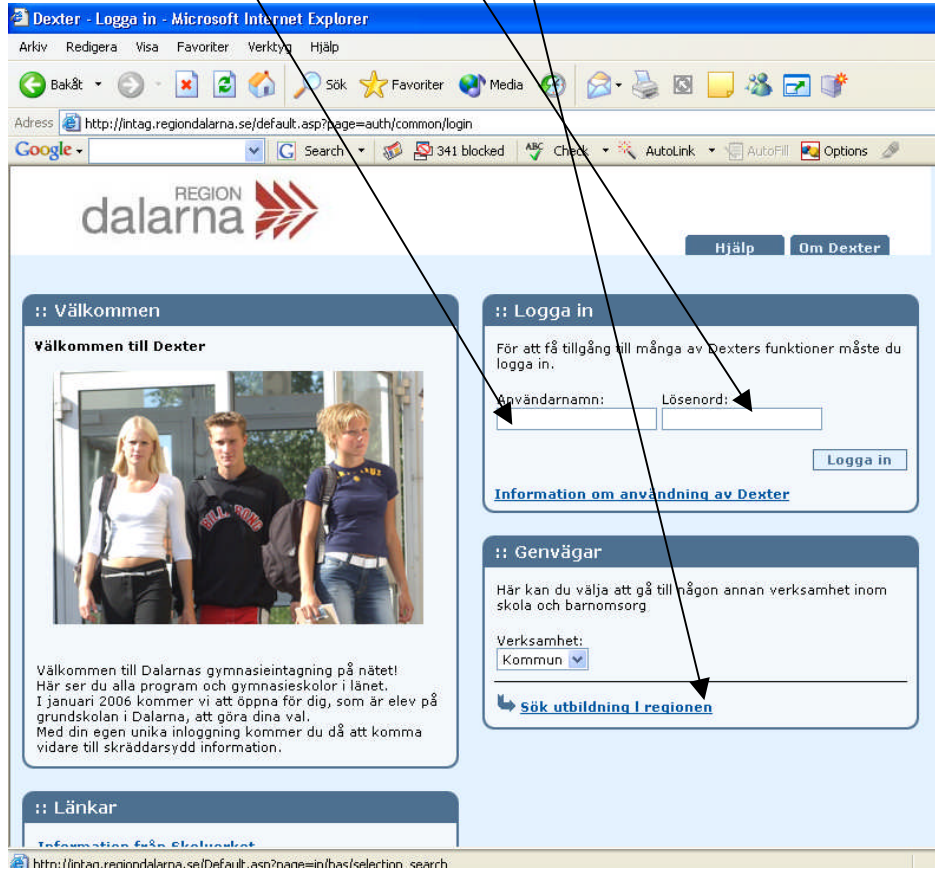 Dexter - Logga in - Microsoft Internet Explorer
Arkiv Redigera Visa Favoriter Verktyg Hjälp
Bakåt Sök Favoriter Media
Adress http://intag.regiondalarna.se/default.asp?page=auth/common/login
Google Search 341 blocked ABC Check AutoLink AutoFill Options
REGION
dalarna
Hjälp Om Dexter
:: Välkommen
Välkommen till Dexter
BILLABONG
Välkommen till Dalarnas gymnasieintagning på nätet!
Här ser du alla program och gymnasieskolor i länet.
I januari 2006 kommer vi att öppna för dig, som är elev på
grundskolan i Dalarna, att göra dina val.
Med din egen unika inloggning kommer du då att komma
vidare till skräddarsydd information.
:: Länkar
Information från Skolverket
:: Logga in
För att få tillgång till många av Dexters funktioner måste du
logga in.
Användarnamn: Lösenord:
Logga in
Information om användning av Dexter
:: Genvägar
Här kan du välja att gå till någon annan verksamhet inom
skola och barnomsorg
Verksamhet:
Kommun
Sök utbildning I regionen
http://intag.regiondalarna.se/Default.asp?page=ip/bas/selection_search